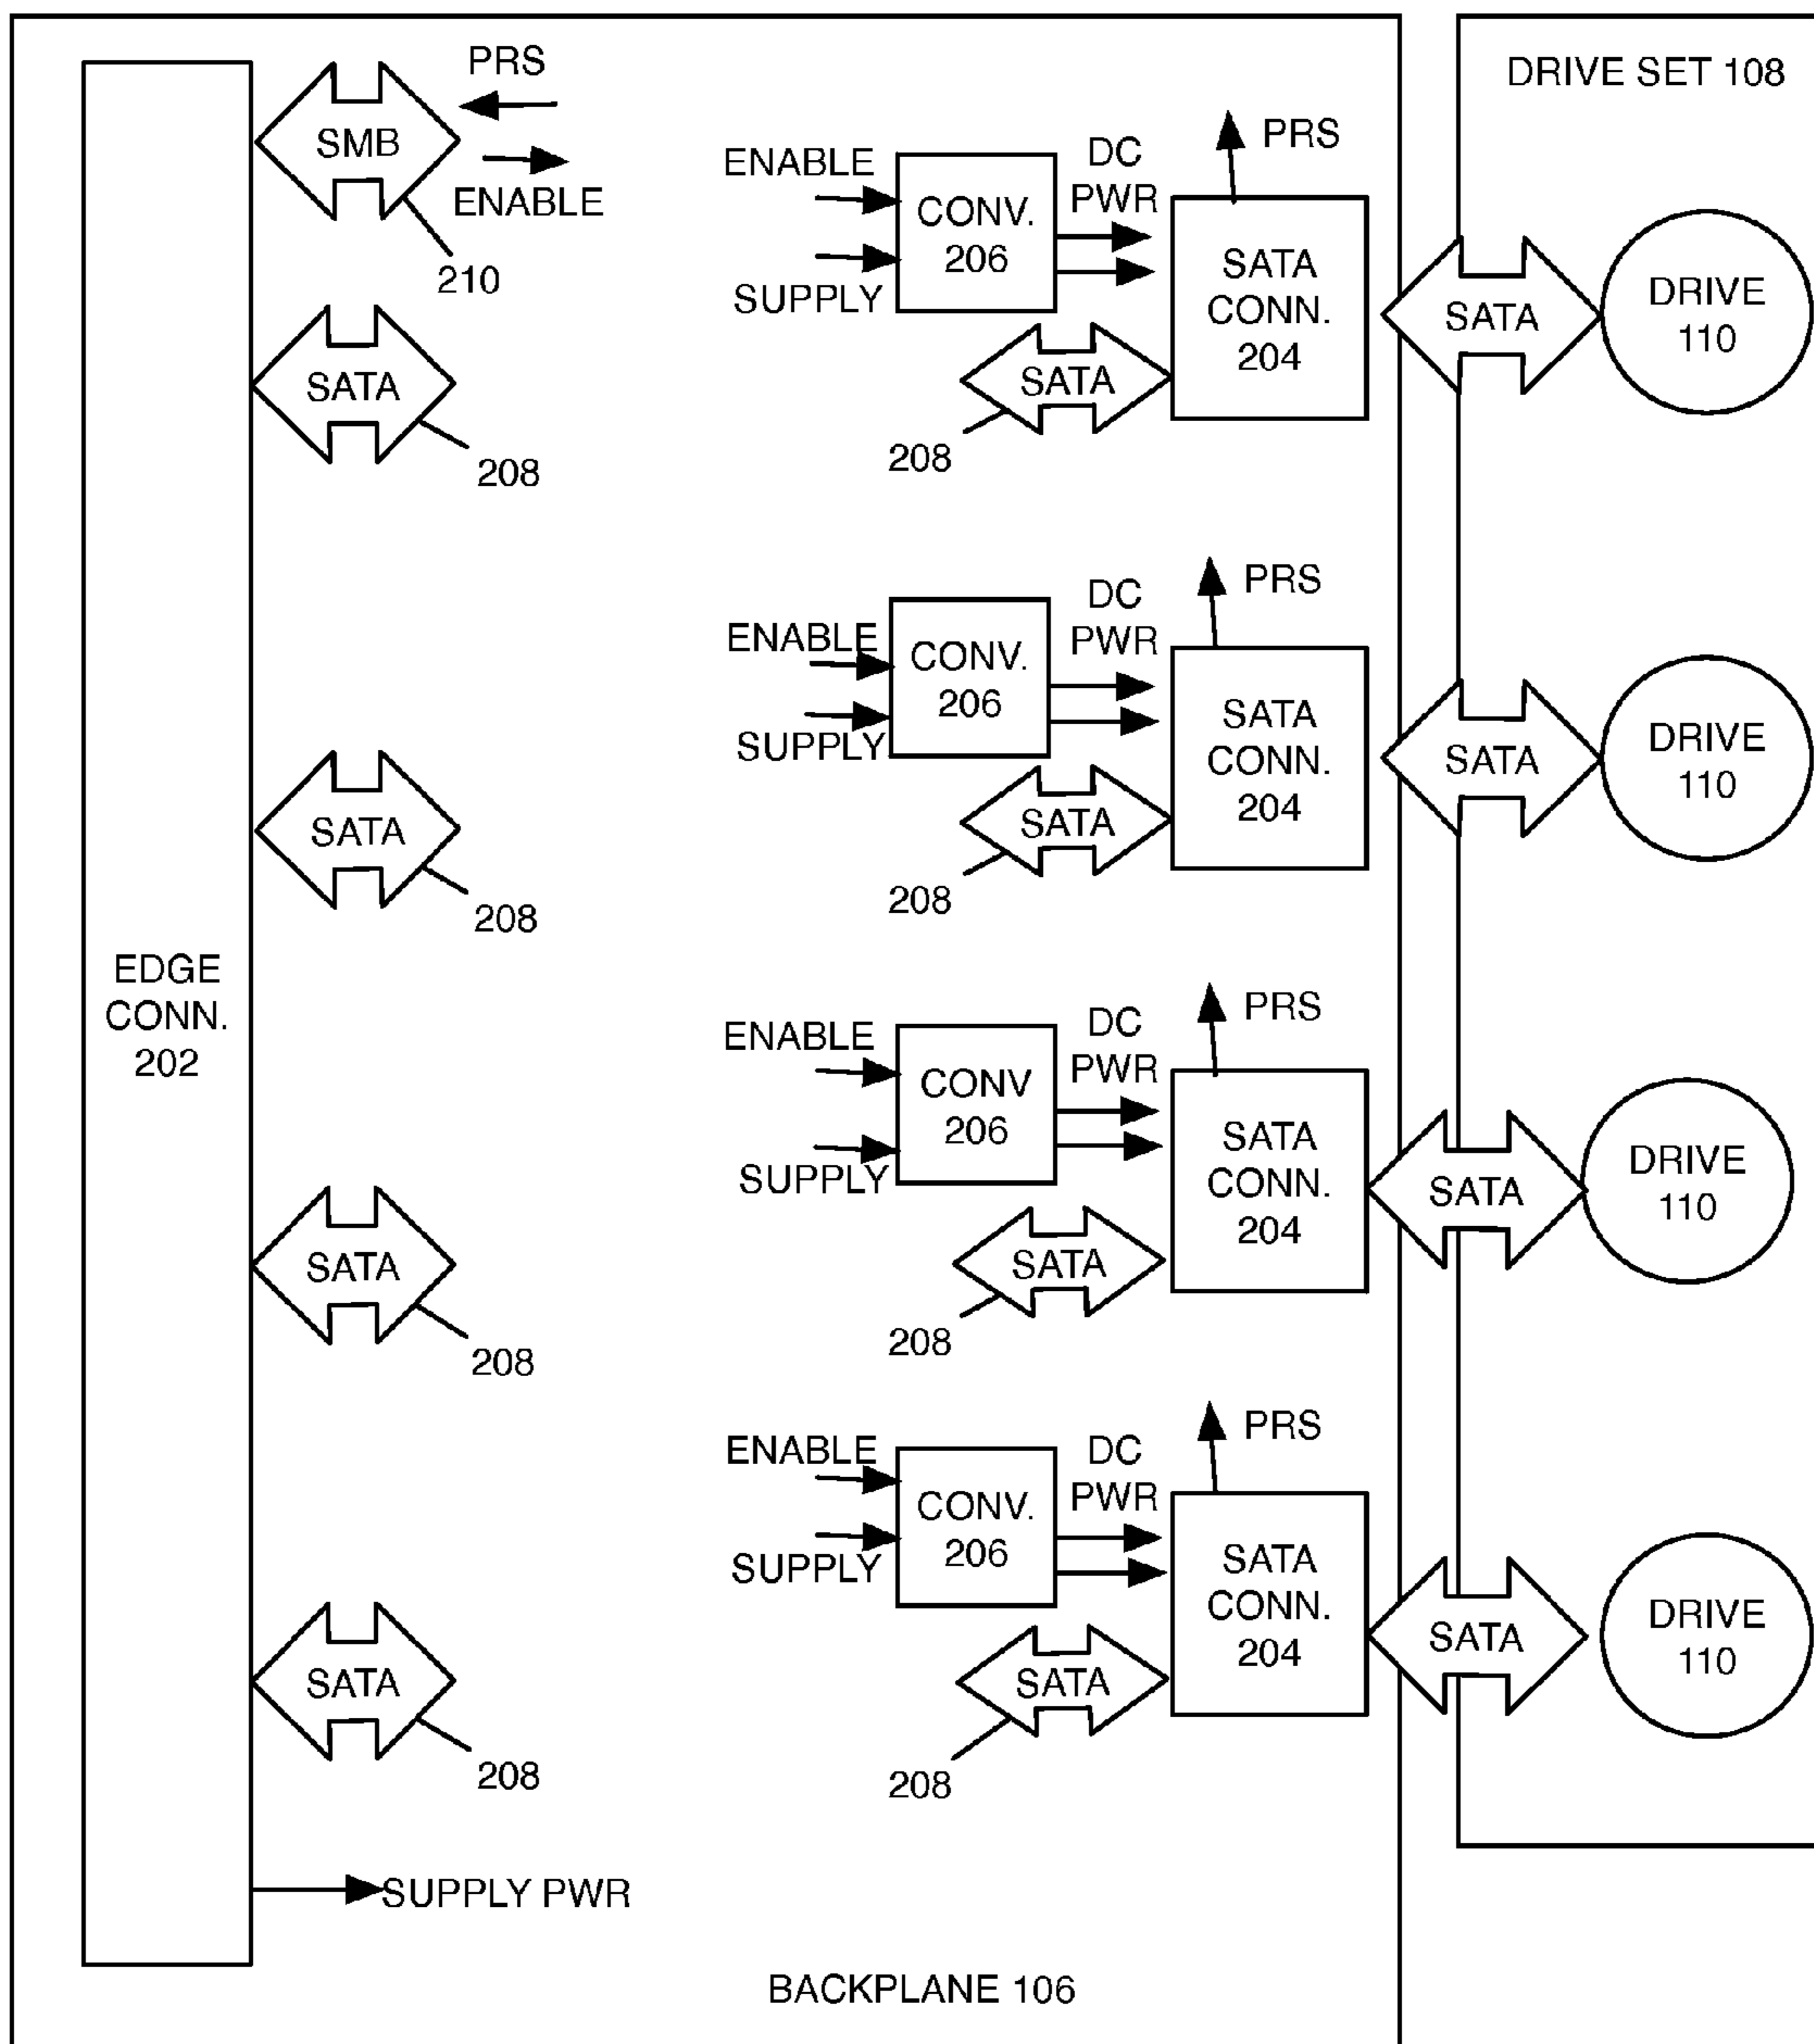 PRS
SMB
ENABLE
210
SATA
208
SATA
208
EDGE
CONN.
202
SATA
208
SATA
208
SUPPLY PWR
ENABLE
SUPPLY
CONV.
206
DC
PWR
PRS
SATA
CONN.
204
SATA
208
ENABLE
SUPPLY
CONV.
206
DC
PWR
PRS
SATA
CONN.
204
SATA
208
ENABLE
SUPPLY
CONV
206
DC
PWR
PRS
SATA
CONN.
204
SATA
208
ENABLE
SUPPLY
CONV.
206
DC
PWR
PRS
SATA
CONN.
204
SATA
208
BACKPLANE 106
DRIVE SET 108
SATA
DRIVE
110
SATA
DRIVE
110
SATA
DRIVE
110
SATA
DRIVE
110